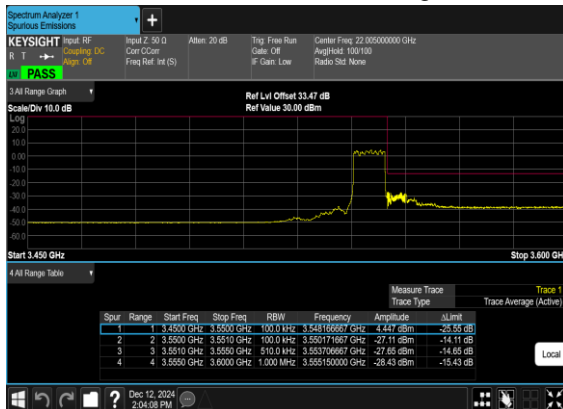 Spectrum Analyzer 1
Spurious Emissions
KEYSIGHT
R T
PASS
Input: RF
Coupling: DC
Align: Off
Input Z: 50 Ω
Corr CCorr
Freq Ref: Int (S)
Atten: 20 dB
Trig: Free Run
Gate: Off
IF Gain: Low
Center Freq: 22.005000000 GHz
Avg|Hold: 100/100
Radio Std: None
3 All Range Graph
Scale/Div 10.0 dB
Ref Lvl Offset 33.47 dB
Ref Value 30.00 dBm
Log
20.0
10.0
0.00
-10.0
-20.0
-30.0
-40.0
-50.0
-60.0
Start 3.450 GHz
Stop 3.600 GHz
4 All Range Table
Measure Trace Trace 1
Trace Type Trace Average (Active)
Spur Range Start Freq Stop Freq RBW Frequency Amplitude ΔLimit
1 1 3.4500 GHz 3.5500 GHz 100.0 kHz 3.548166667 GHz 4.447 dBm -25.55 dB
2 2 3.5500 GHz 3.5510 GHz 100.0 kHz 3.550171667 GHz -27.11 dBm -14.11 dB
3 3 3.5510 GHz 3.5550 GHz 510.0 kHz 3.553706667 GHz -27.65 dBm -14.65 dB
4 4 3.5550 GHz 3.6000 GHz 1.000 MHz 3.555150000 GHz -28.43 dBm -15.43 dB
Local
Dec 12, 2024
2:04:08 PM